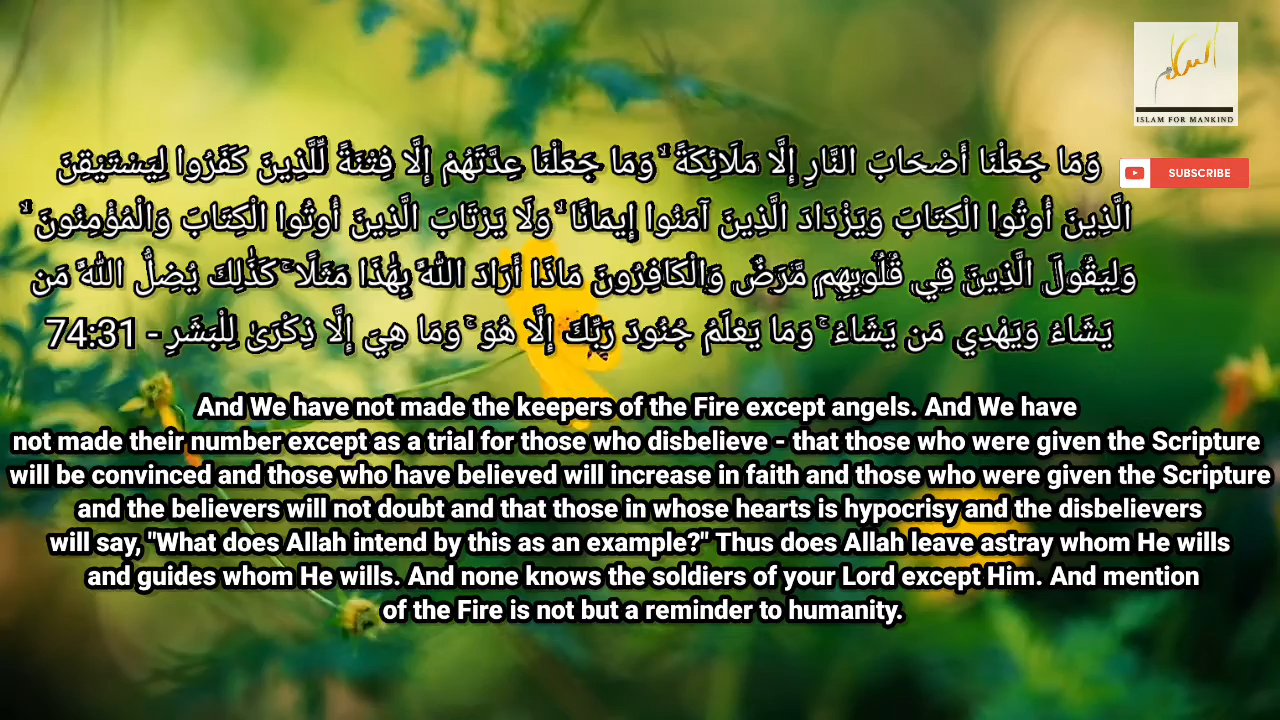 السلام
ISLAM FOR MANKIND
وَمَا جَعَلْنَا أَصْحَابَ النَّارِ إِلَّا مَلَائِكَةً ۙ وَمَا جَعَلْنَا عِدَّتَهُمْ إِلَّا فِتْنَةً لِّلَّذِينَ كَفَرُوا لِيَسْتَيْقِنَ
SUBSCRIBE
الَّذِينَ أُوتُوا الْكِتَابَ وَيَزْدَادَ الَّذِينَ آمَنُوا إِيمَانًا ۙ وَلَا يَرْتَابَ الَّذِينَ أُوتُوا الْكِتَابَ وَالْمُؤْمِنُونَ ۙ
وَلِيَقُولَ الَّذِينَ فِي قُلُوبِهِم مَّرَضٌ وَالْكَافِرُونَ مَاذَا أَرَادَ اللَّهُ بِهَٰذَا مَثَلًا ۚ كَذَٰلِكَ يُضِلُّ اللَّهُ مَن
يَشَاءُ وَيَهْدِي مَن يَشَاءُ ۚ وَمَا يَعْلَمُ جُنُودَ رَبِّكَ إِلَّا هُوَ ۚ وَمَا هِيَ إِلَّا ذِكْرَىٰ لِلْبَشَرِ - 74:31
And We have not made the keepers of the Fire except angels. And We have
not made their number except as a trial for those who disbelieve - that those who were given the Scripture
will be convinced and those who have believed will increase in faith and those who were given the Scripture
and the believers will not doubt and that those in whose hearts is hypocrisy and the disbelievers
will say, "What does Allah intend by this as an example?" Thus does Allah leave astray whom He wills
and guides whom He wills. And none knows the soldiers of your Lord except Him. And mention
of the Fire is not but a reminder to humanity.